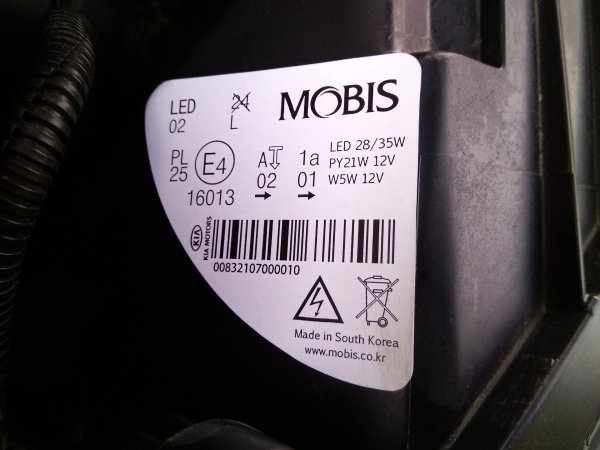 LED 24 MOBIS
02 L
LED 28/35W
PL E4 A 1a PY21W 12V
25 02 01 W5W 12V
16013 → →
KIA KIA MOTORS
00832107000010
Made in South Korea
www.mobis.co.kr